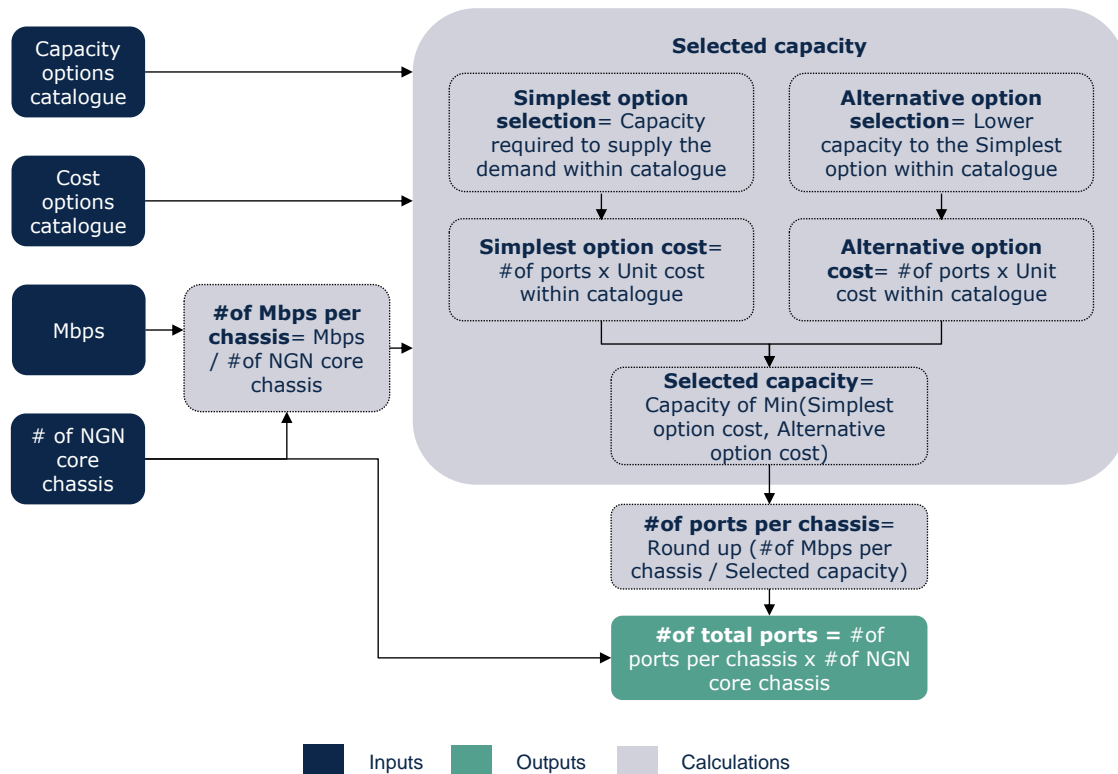 Capacity
options
catalogue
Cost
options
catalogue
Mbps
# of NGN
core
chassis
#of Mbps per
chassis= Mbps
/ #of NGN core
chassis
Selected capacity
Simplest option
selection= Capacity
required to supply the
demand within catalogue
Alternative option
selection= Lower
capacity to the Simplest
option within catalogue
Simplest option cost=
#of ports x Unit cost
within catalogue
Alternative option
cost= #of ports x Unit
cost within catalogue
Selected capacity=
Capacity of Min(Simplest
option cost, Alternative
option cost)
#of ports per chassis=
Round up (#of Mbps per
chassis / Selected capacity)
#of total ports = #of
ports per chassis x #of NGN
core chassis
Inputs
Outputs
Calculations